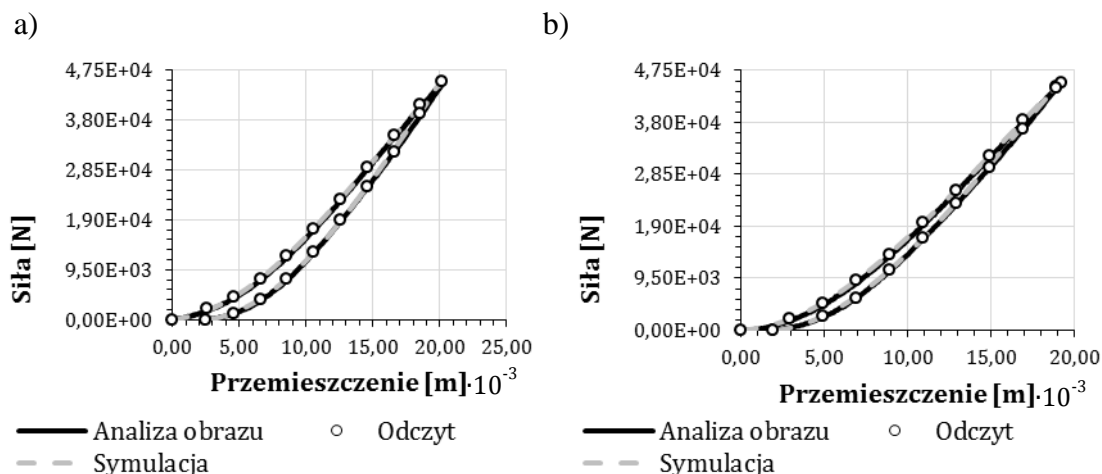 a)
b)
4,75E+04
3,80E+04
2,85E+04
1,90E+04
9,50E+03
0,00E+00
Siła [N]
0,00 5,00 10,00 15,00 20,00 25,00
Przemieszczenie [m]·10⁻³
Analiza obrazu
Odczyt
Symulacja
4,75E+04
3,80E+04
2,85E+04
1,90E+04
9,50E+03
0,00E+00
Siła [N]
0,00 5,00 10,00 15,00 20,00
Przemieszczenie [m]·10⁻³
Analiza obrazu
Odczyt
Symulacja